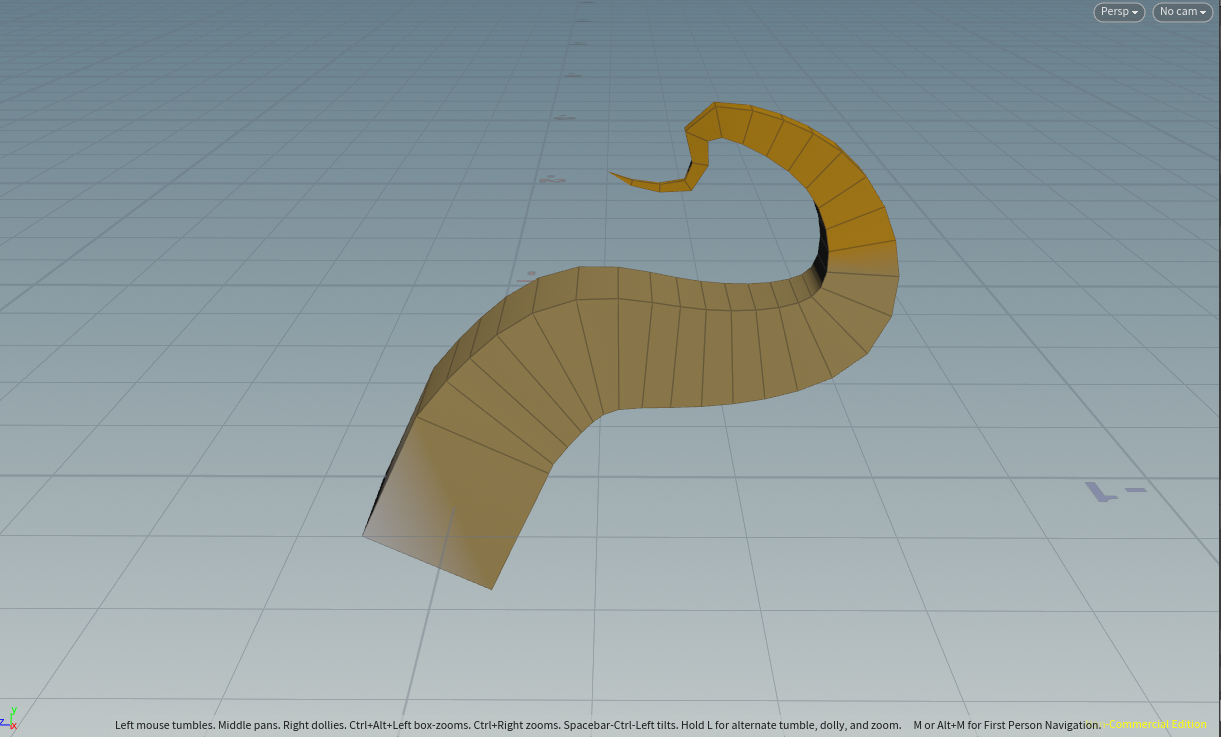 Persp
No cam
Left mouse tumbles. Middle pans. Right dollies. Ctrl+Alt+Left box-zooms. Ctrl+Right zooms. Spacebar-Ctrl-Left tilts. Hold L for alternate tumble, dolly, and zoom. M or Alt+M for First Person Navigation.
-Commercial Edition
y
z
x